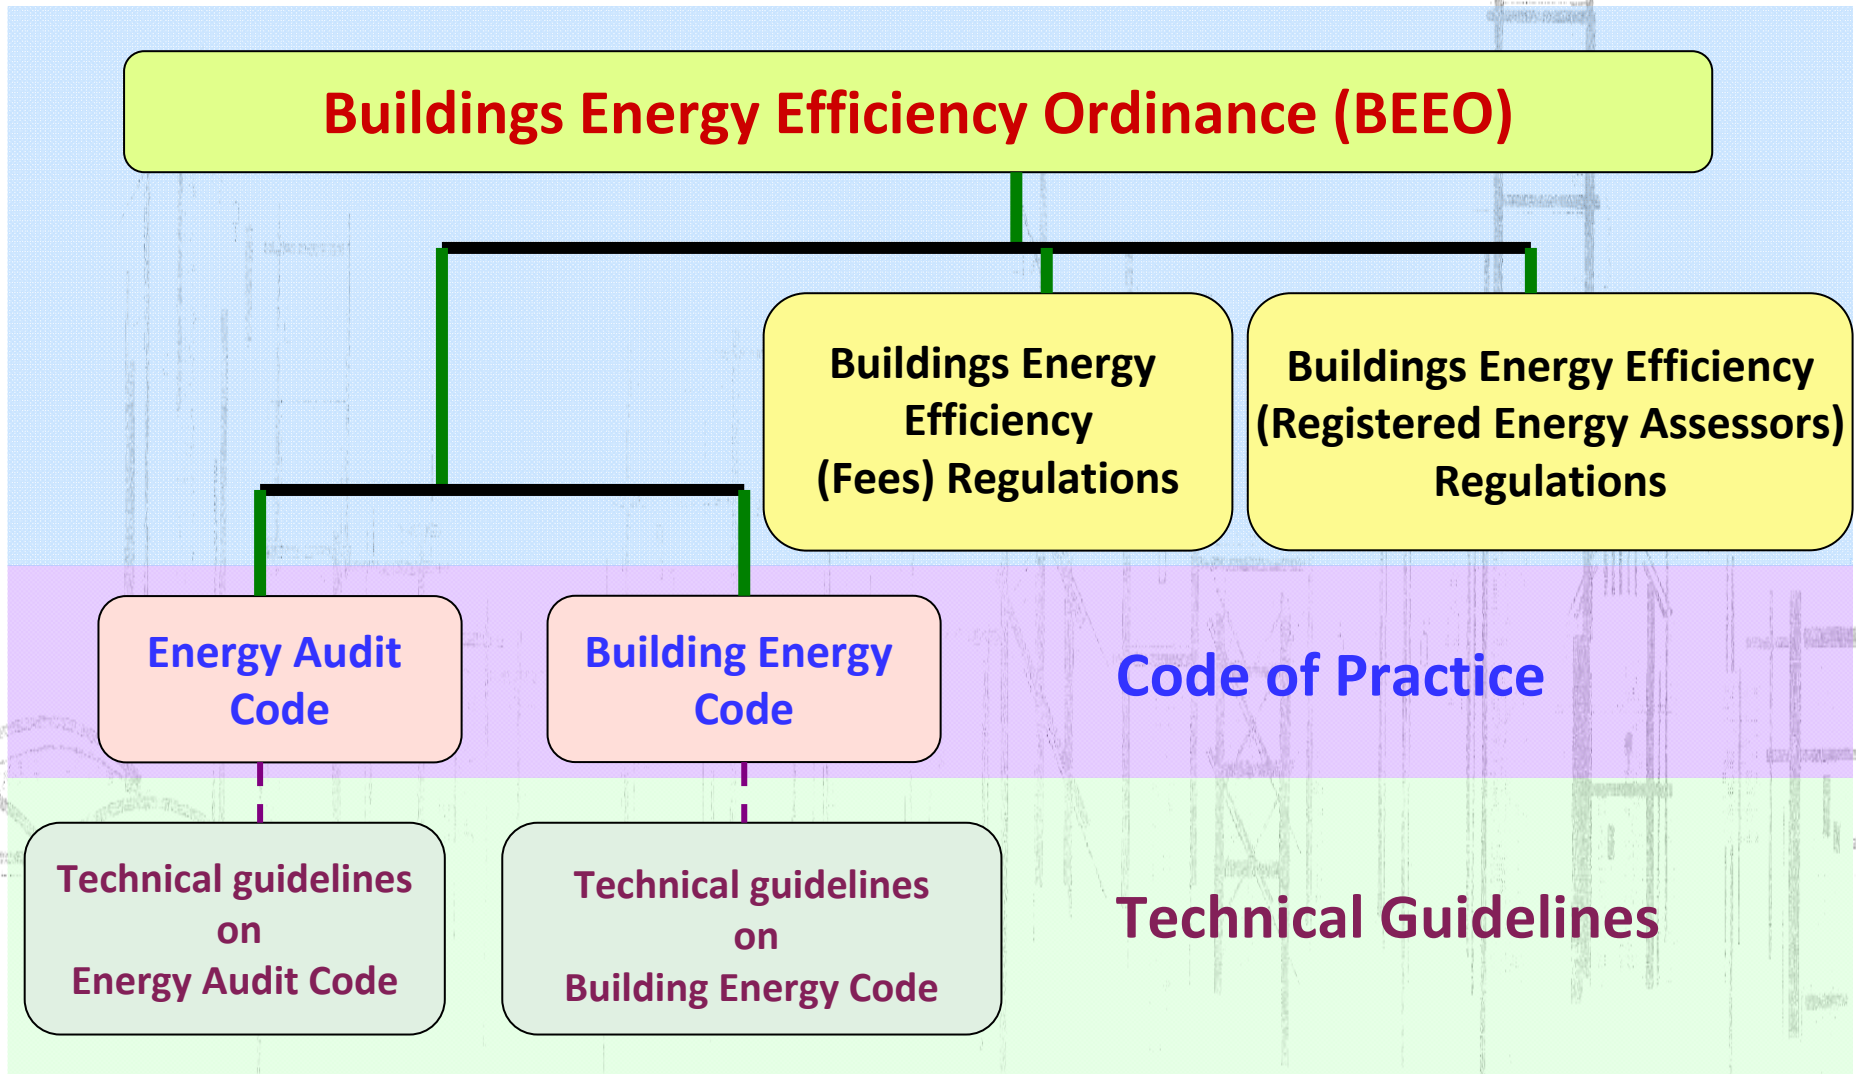 Buildings Energy Efficiency Ordinance (BEEO)
Buildings Energy
Efficiency
(Fees) Regulations
Buildings Energy Efficiency
(Registered Energy Assessors)
Regulations
Energy Audit
Code
Building Energy
Code
Code of Practice
Technical guidelines
on
Energy Audit Code
Technical guidelines
on
Building Energy Code
Technical Guidelines